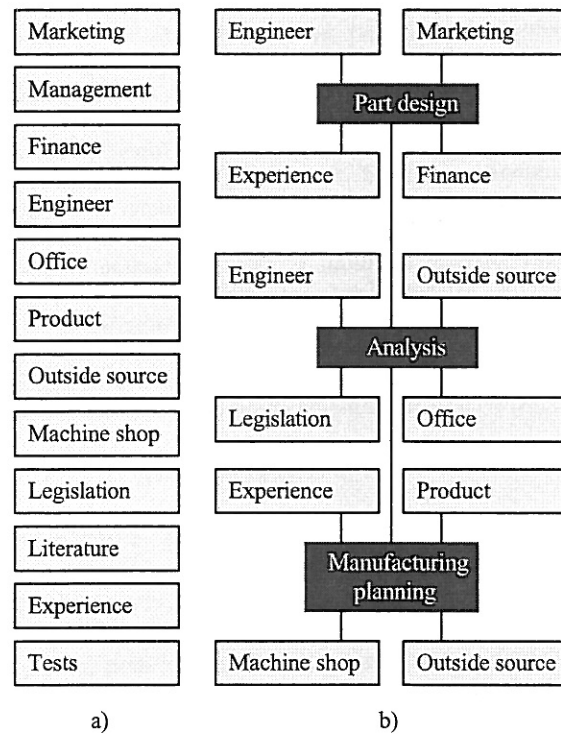 Marketing
Management
Finance
Engineer
Office
Product
Outside source
Machine shop
Legislation
Literature
Experience
Tests
a)
Engineer
Marketing
Part design
Experience
Finance
Engineer
Outside source
Analysis
Legislation
Office
Experience
Product
Manufacturing
planning
Machine shop
Outside source
b)